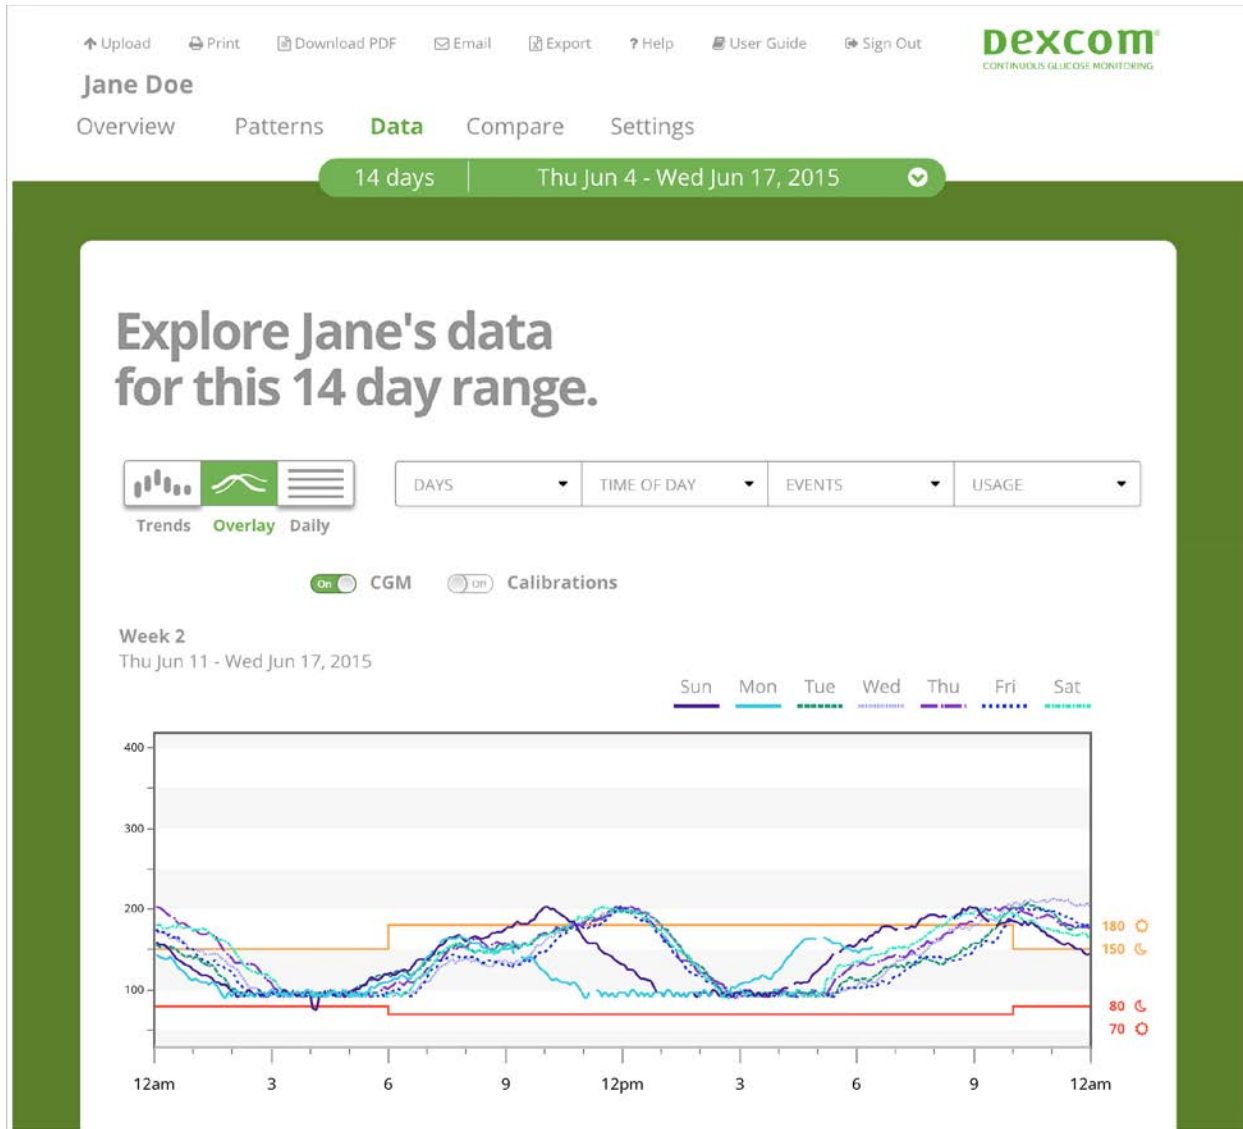 Upload Print Download PDF Email Export ? Help User Guide Sign Out
Dexcom
CONTINUOUS GLUCOSE MONITORING
Jane Doe
Overview Patterns Data Compare Settings
14 days Thu Jun 4 - Wed Jun 17, 2015
Explore Jane's data
for this 14 day range.
DAYS TIME OF DAY EVENTS USAGE
Trends Overlay Daily
On CGM Off Calibrations
Week 2
Thu Jun 11 - Wed Jun 17, 2015
Sun Mon Tue Wed Thu Fri Sat
400
300
200
180
150
100
80
70
12am 3 6 9 12pm 3 6 9 12am